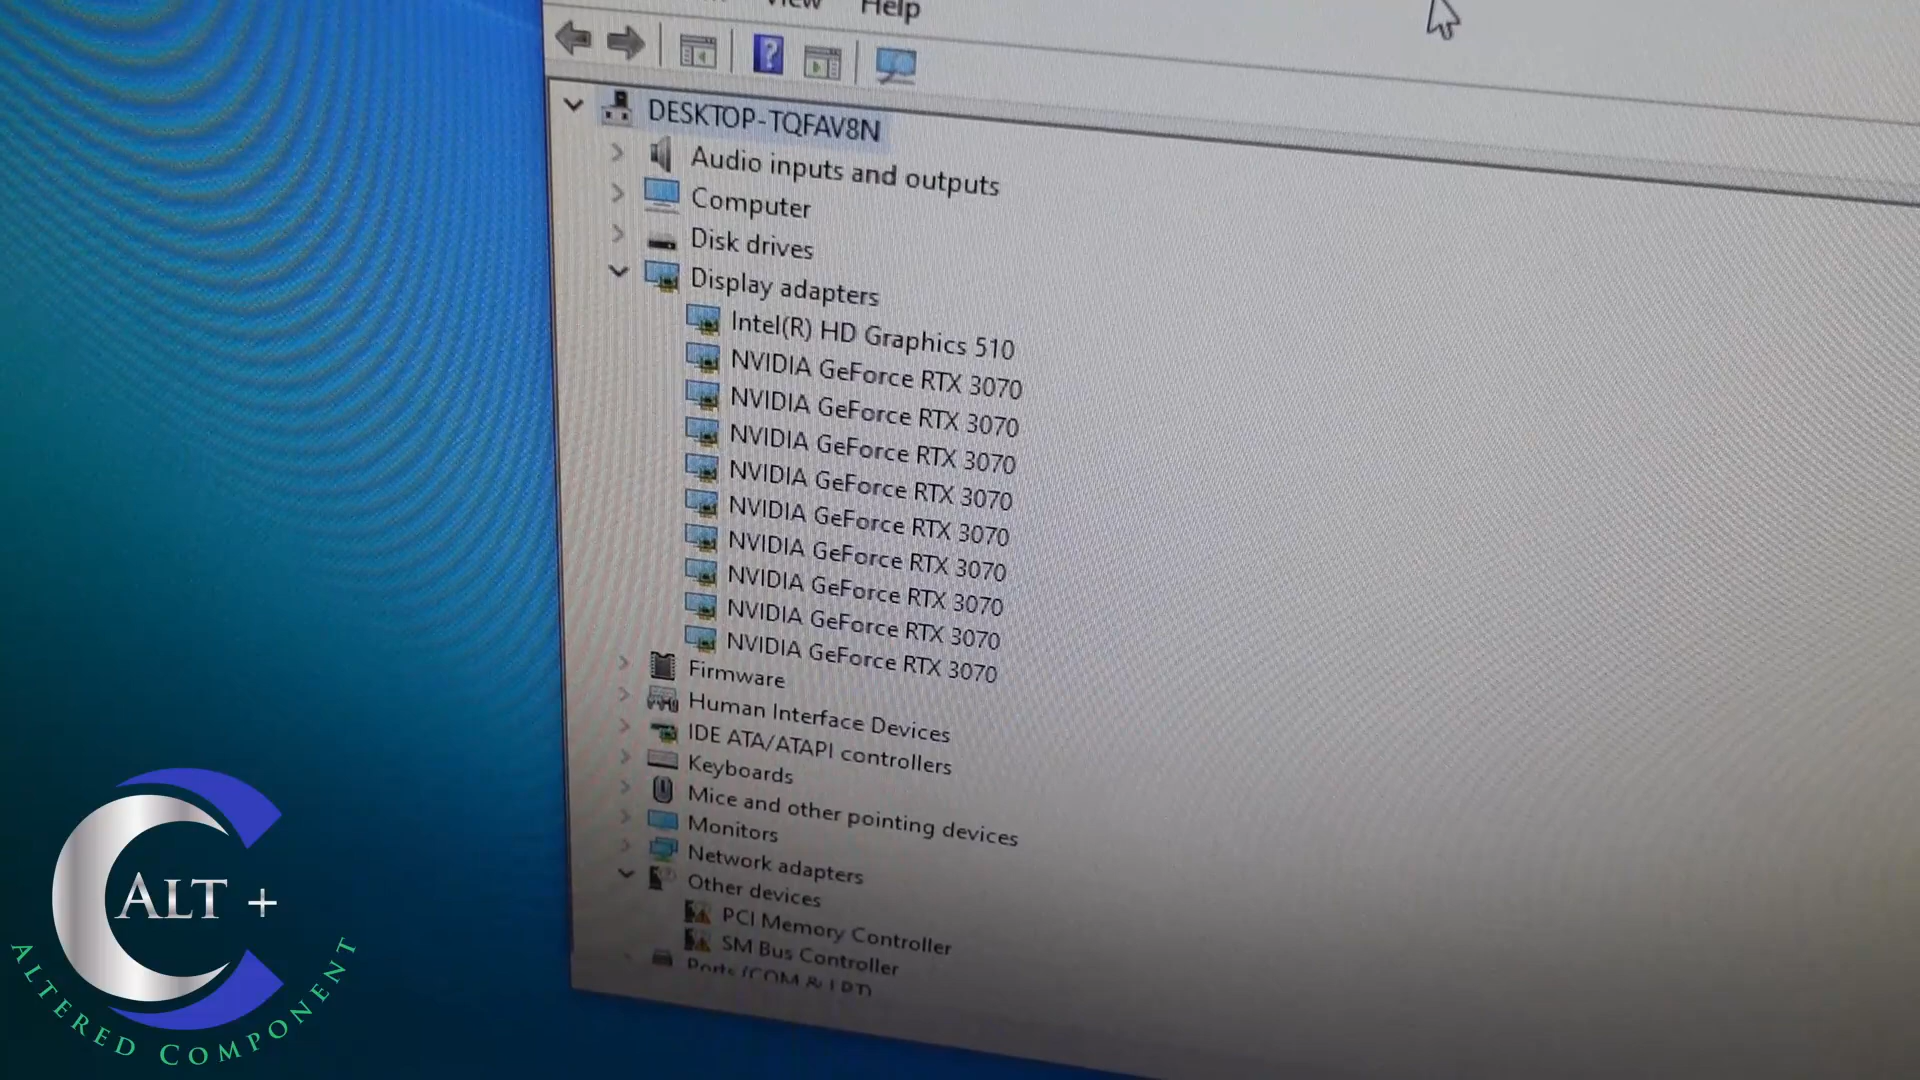 View
Help
DESKTOP-TQFAV8N
Audio inputs and outputs
Computer
Disk drives
Display adapters
Intel(R) HD Graphics 510
NVIDIA GeForce RTX 3070
NVIDIA GeForce RTX 3070
NVIDIA GeForce RTX 3070
NVIDIA GeForce RTX 3070
NVIDIA GeForce RTX 3070
NVIDIA GeForce RTX 3070
NVIDIA GeForce RTX 3070
NVIDIA GeForce RTX 3070
NVIDIA GeForce RTX 3070
Firmware
Human Interface Devices
IDE ATA/ATAPI controllers
Keyboards
Mice and other pointing devices
Monitors
Network adapters
Other devices
PCI Memory Controller
SM Bus Controller
Ports (COM & LPT)
ALT +
ALTERED COMPONENT